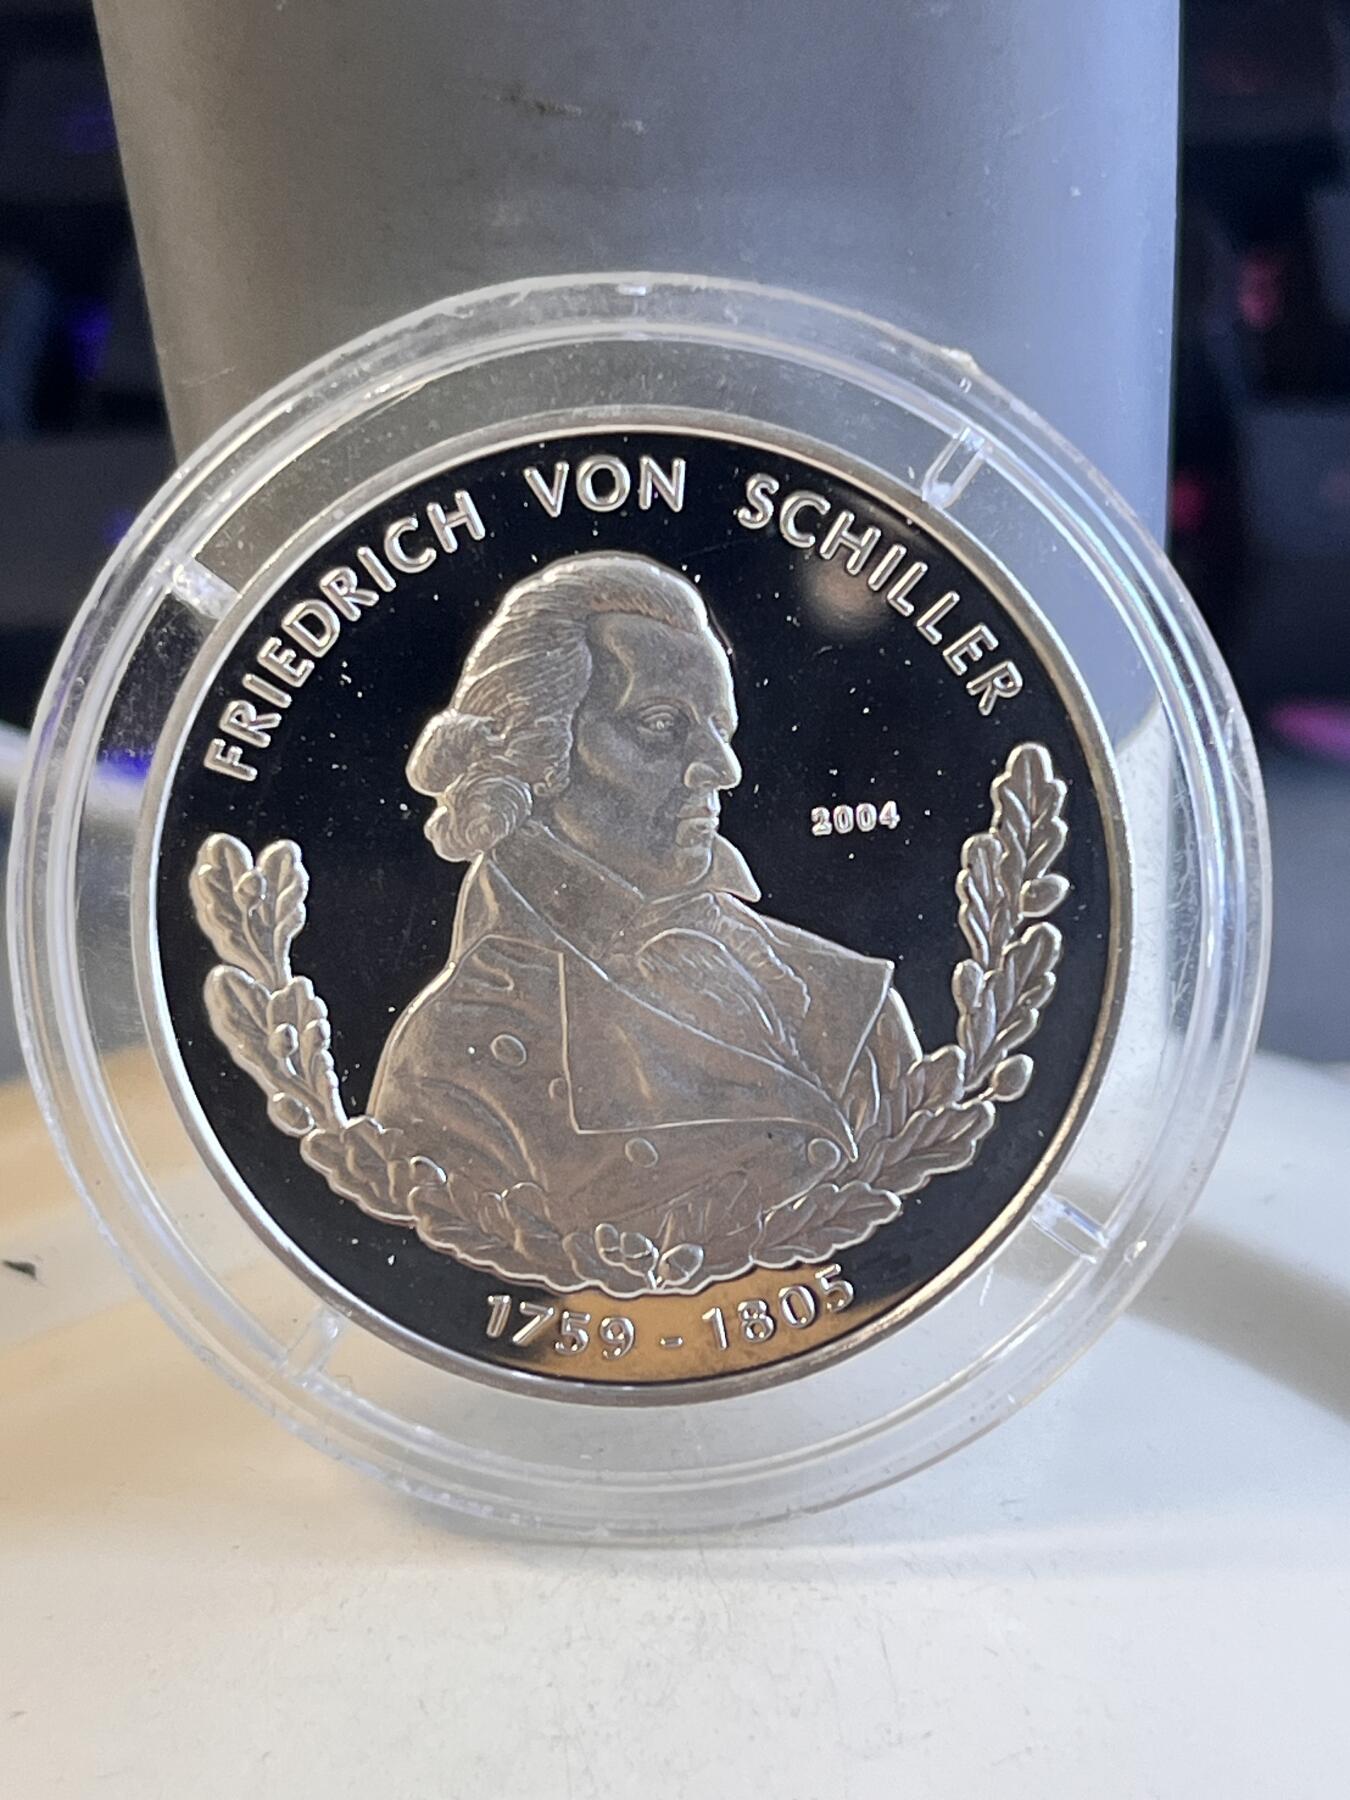 FRIEDRICH VON SCHILLER
2004
1759 - 1805